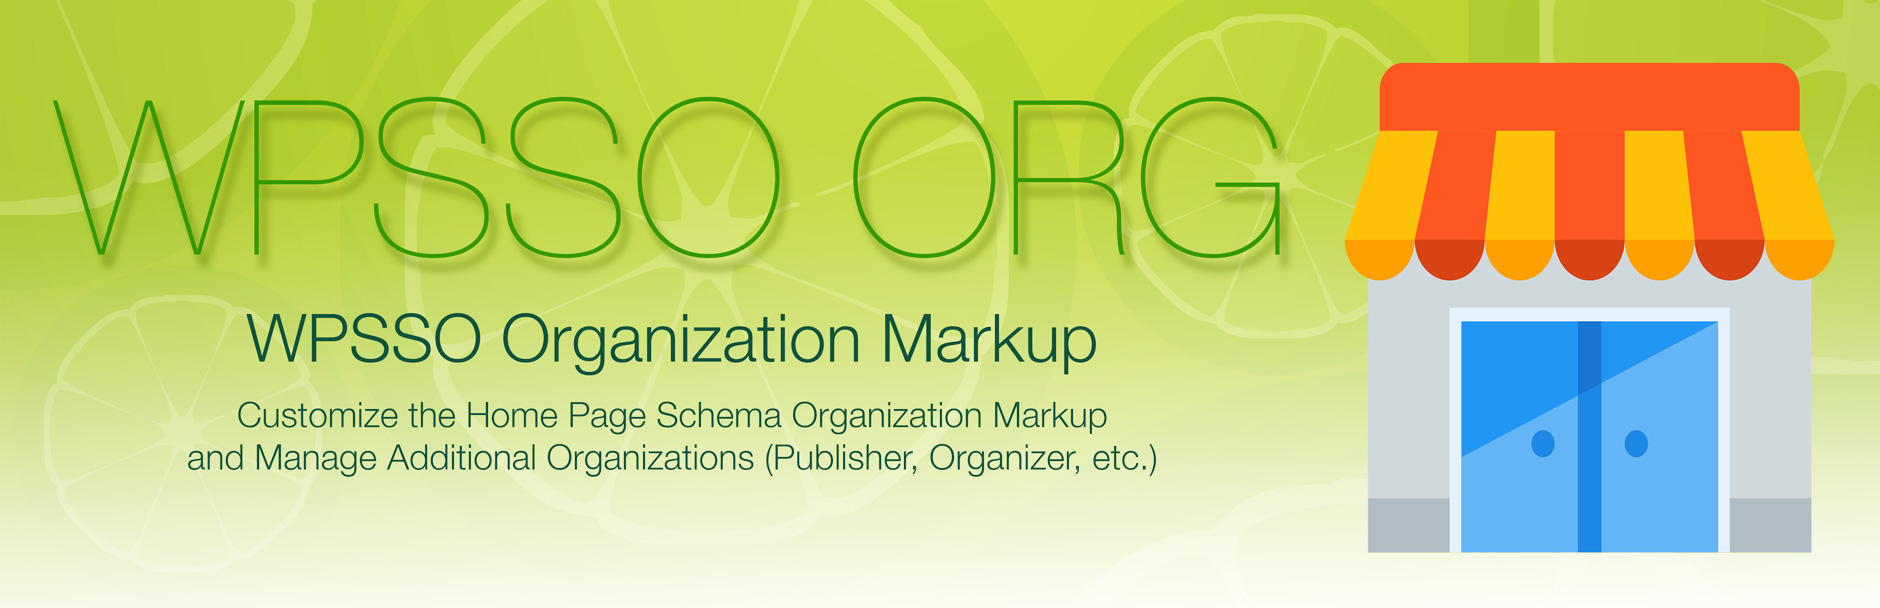 WPSSO ORG
WPSSO Organization Markup
Customize the Home Page Schema Organization Markup
and Manage Additional Organizations (Publisher, Organizer, etc.)